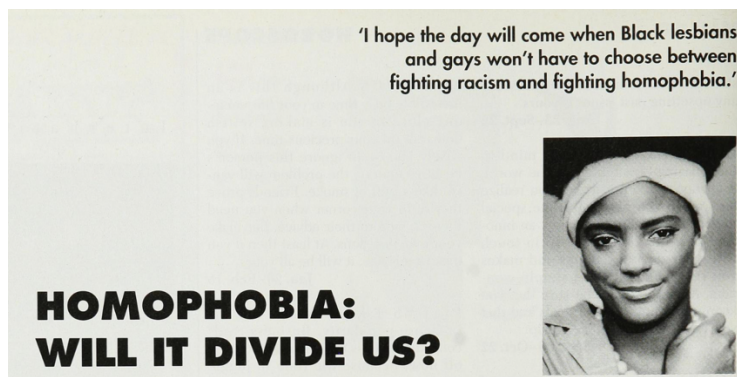 'I hope the day will come when Black lesbians
and gays won't have to choose between
fighting racism and fighting homophobia.'
HOMOPHOBIA:
WILL IT DIVIDE US?